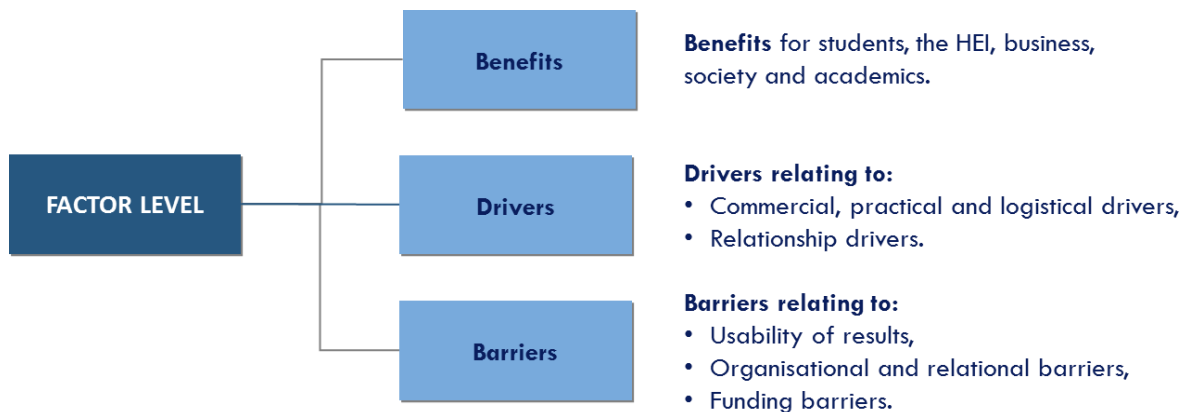 FACTOR LEVEL
Benefits
Benefits for students, the HEI, business,
society and academics.
Drivers
Drivers relating to:
• Commercial, practical and logistical drivers,
• Relationship drivers.
Barriers
Barriers relating to:
• Usability of results,
• Organisational and relational barriers,
• Funding barriers.